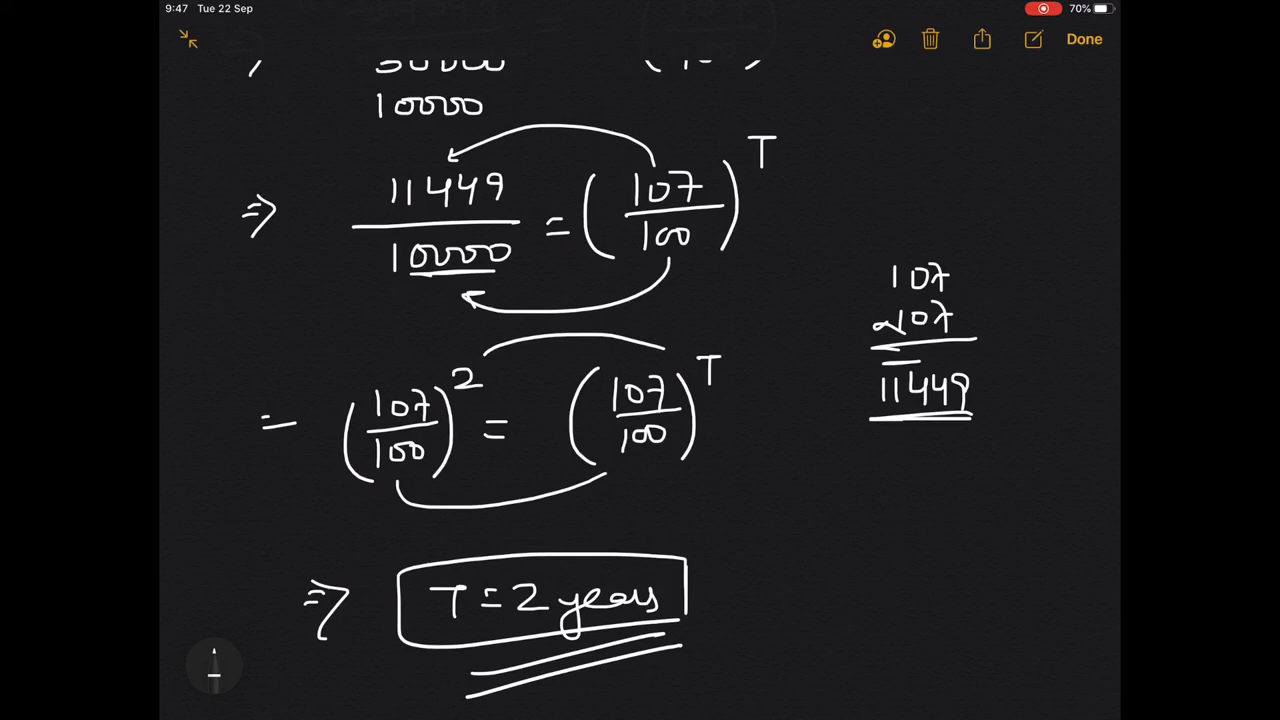 9:47 Tue 22 Sep
70%
Done
10000
⇒ 11449/10000 = (107/100)^T
107
107
11449
= (107/100)^2 = (107/100)^T
⇒ T = 2 years